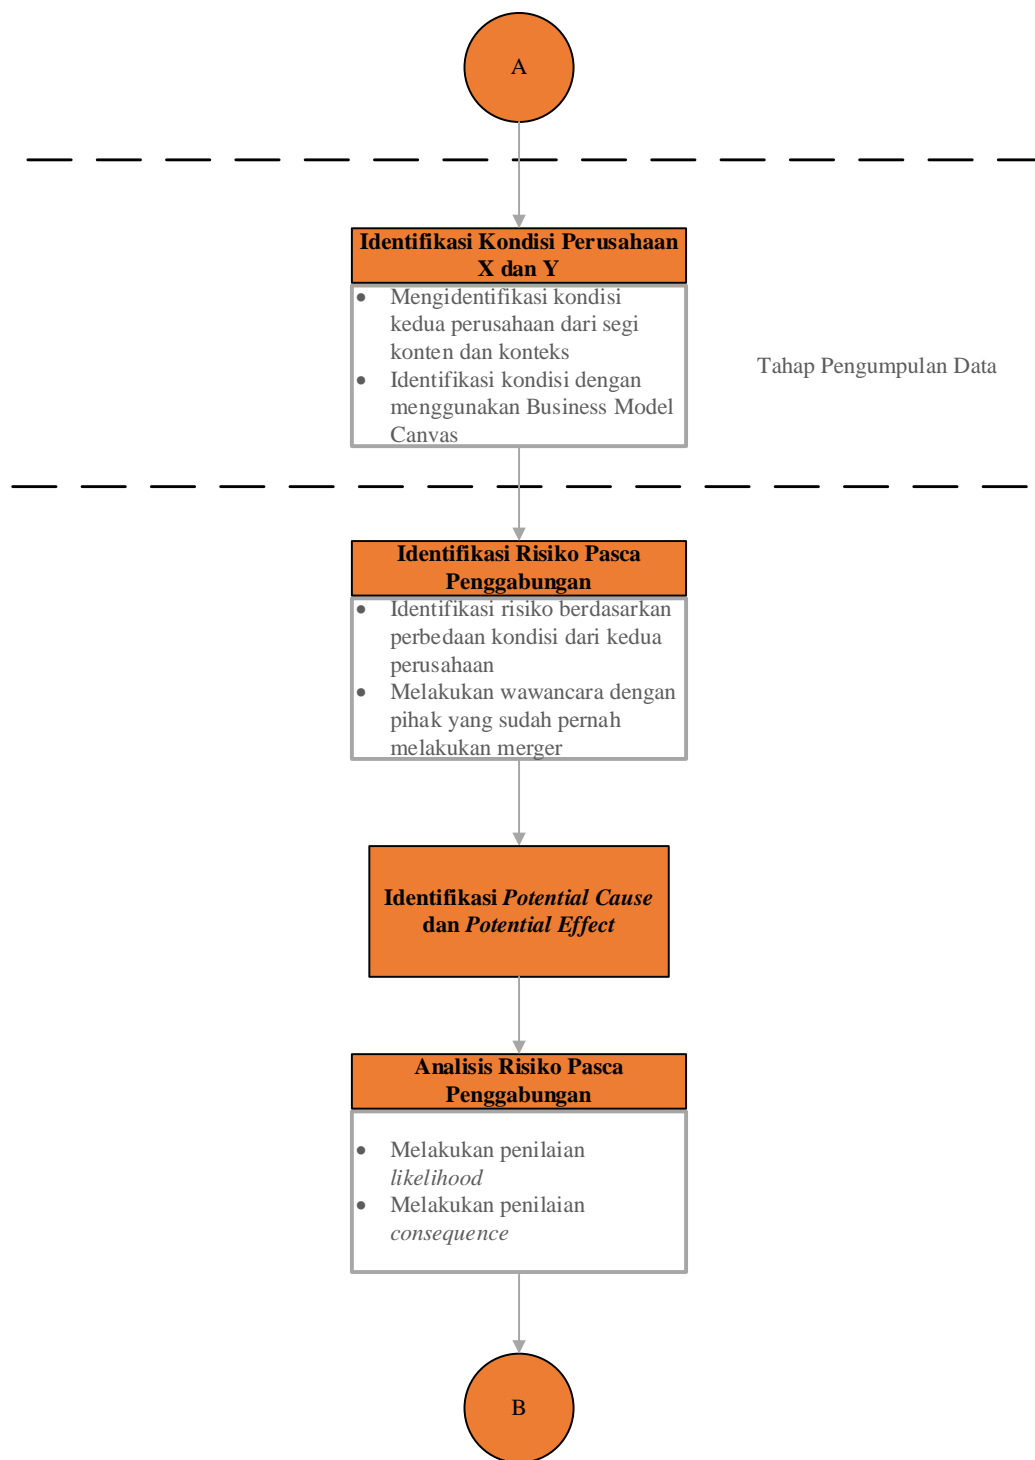 A
Identifikasi Kondisi Perusahaan
X dan Y
• Mengidentifikasi kondisi
kedua perusahaan dari segi
konten dan konteks
• Identifikasi kondisi dengan
menggunakan Business Model
Canvas
Tahap Pengumpulan Data
Identifikasi Risiko Pasca
Penggabungan
• Identifikasi risiko berdasarkan
perbedaan kondisi dari kedua
perusahaan
• Melakukan wawancara dengan
pihak yang sudah pernah
melakukan merger
Identifikasi Potential Cause
dan Potential Effect
Analisis Risiko Pasca
Penggabungan
• Melakukan penilaian
likelihood
• Melakukan penilaian
consequence
B